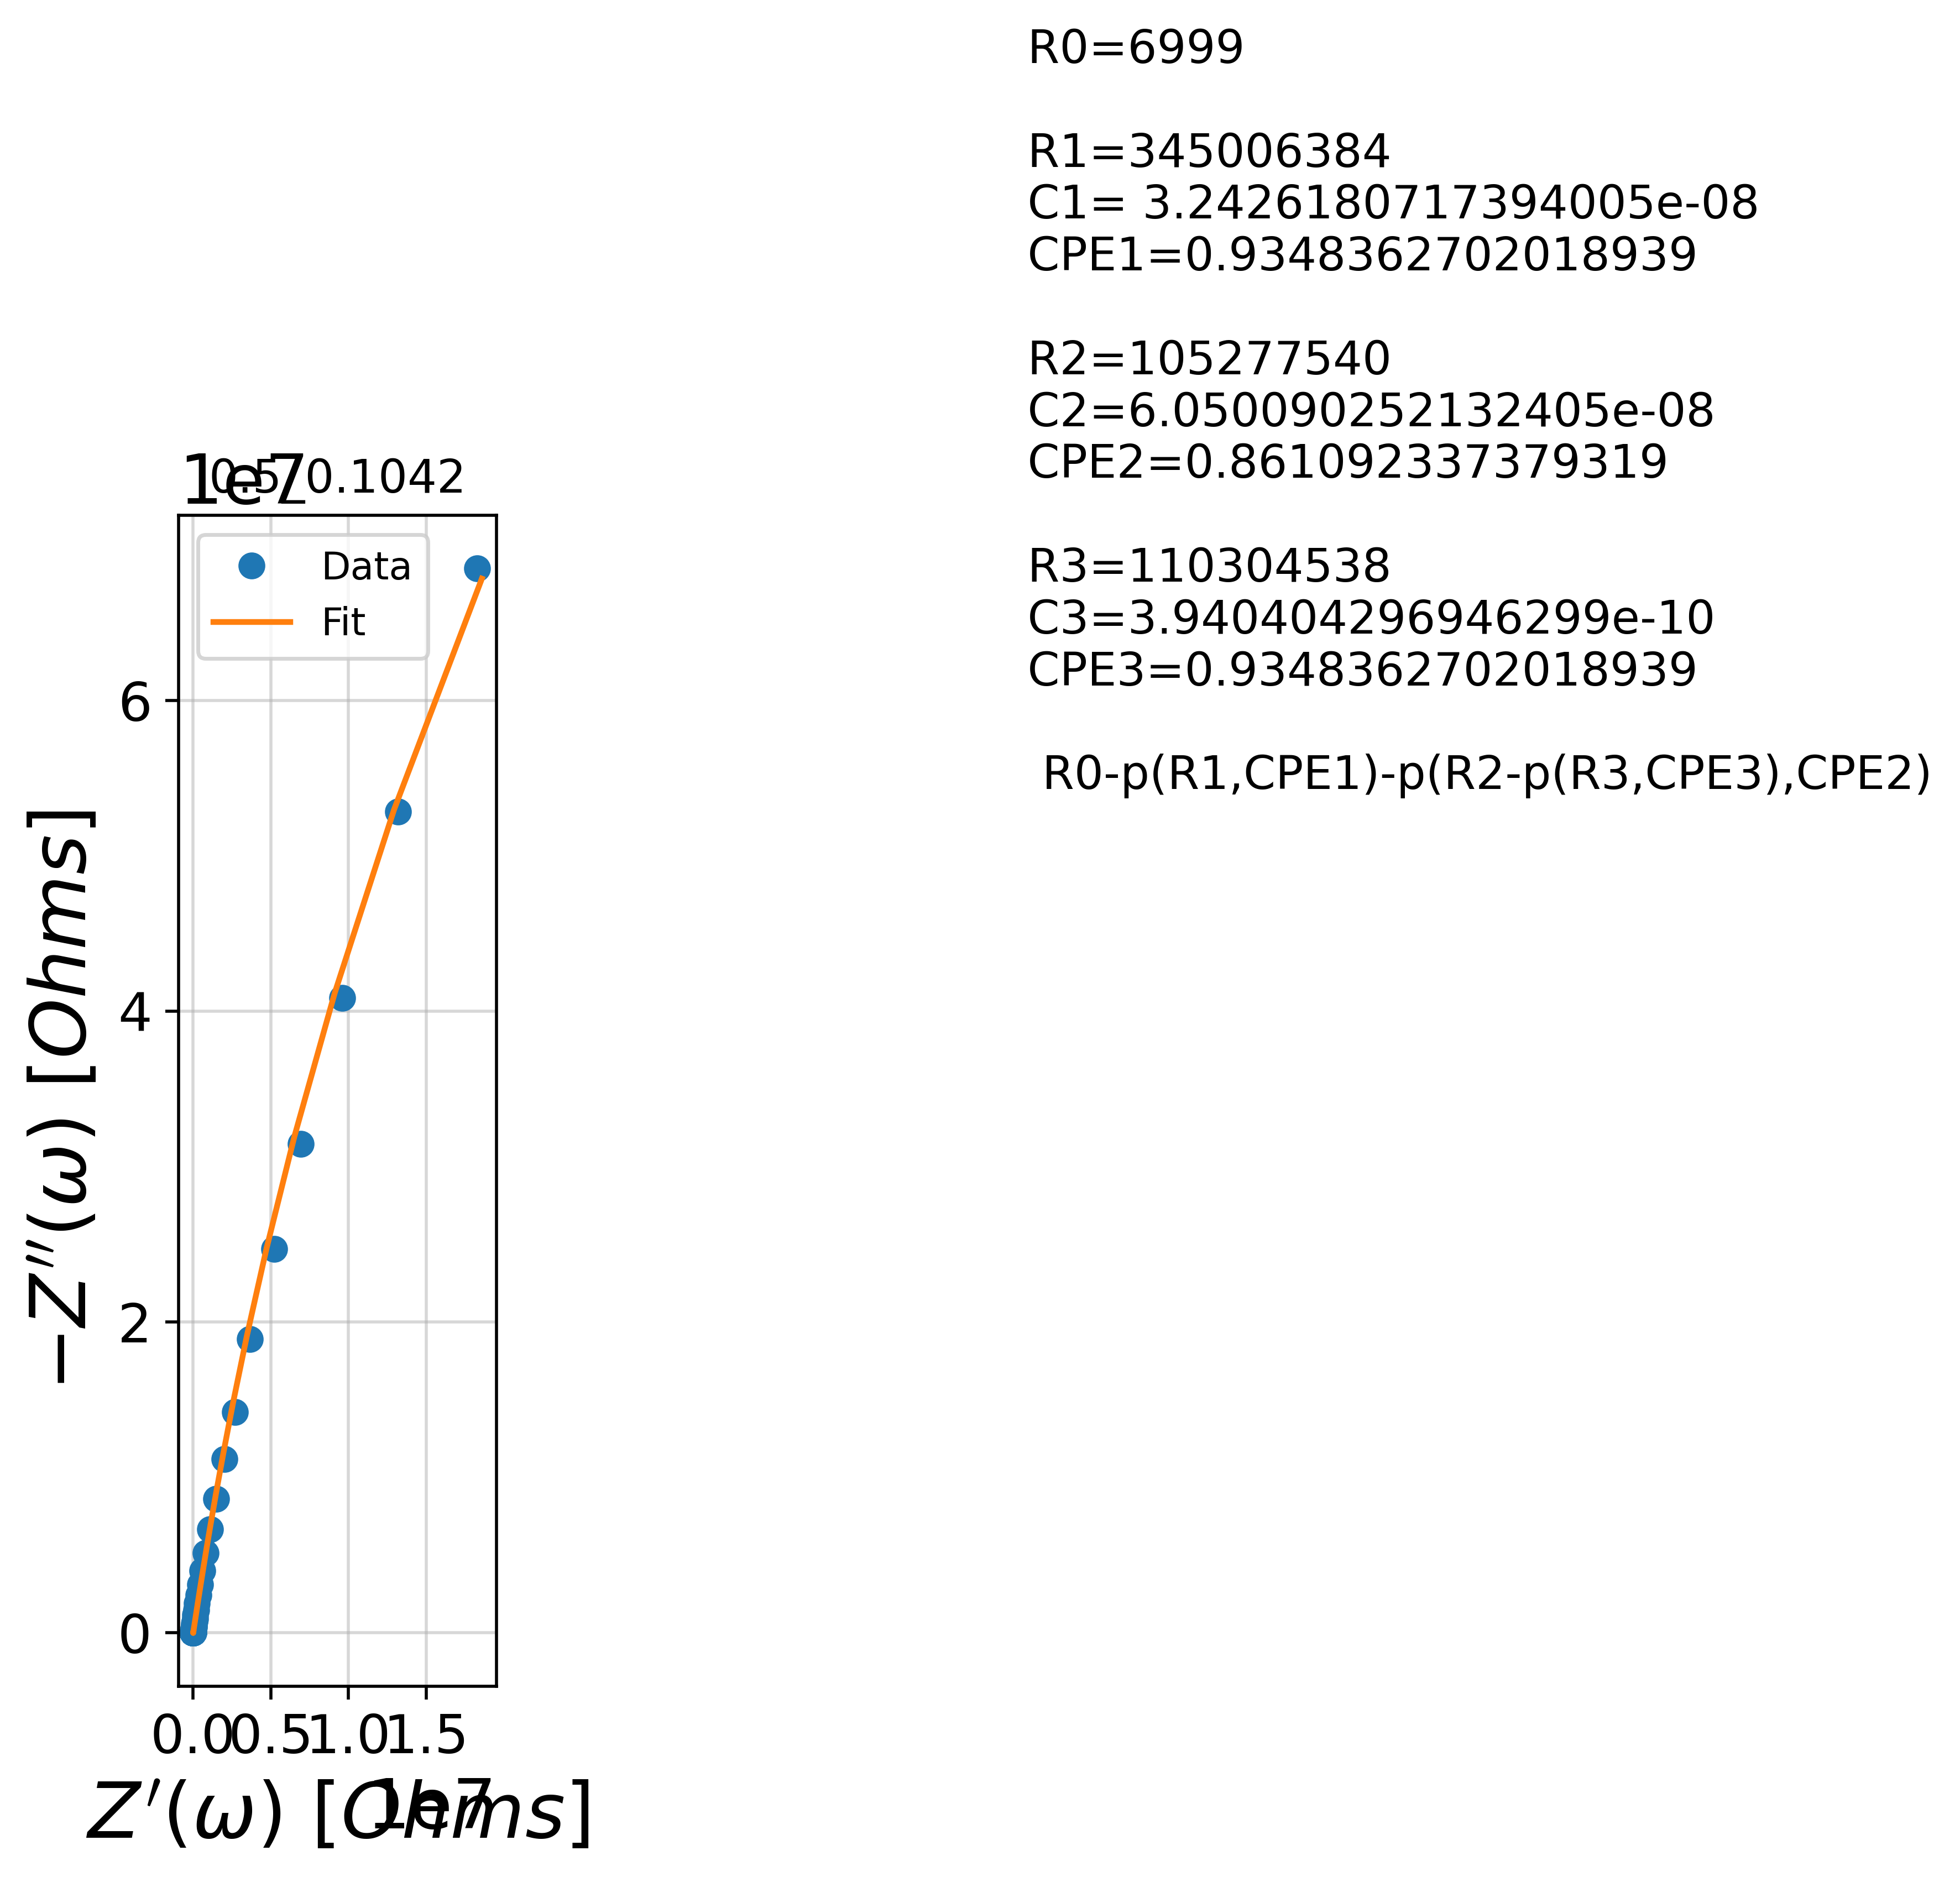 R0=6999
R1=345006384
C1= 3.2426180717394005e-08
CPE1=0.9348362702018939
R2=105277540
C2=6.050090252132405e-08
CPE2=0.861092337379319
R3=110304538
C3=3.940404296946299e-10
CPE3=0.9348362702018939
R0-p(R1,CPE1)-p(R2-p(R3,CPE3),CPE2)
1e7
0.5 0.1042
Data
Fit
6
4
2
0
−Z′′(ω) [Ohms]
0.0 0.5 1.0 1.5
1e7
Z′(ω) [Ohms]